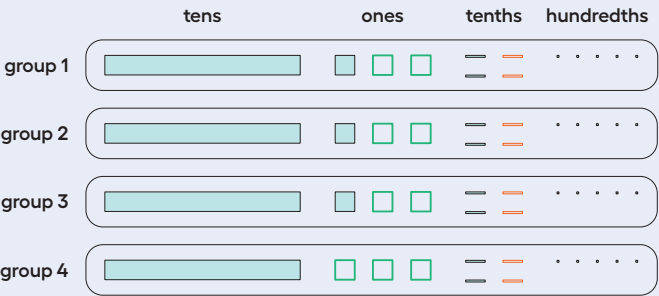 tens ones tenths hundredths
group 1
group 2
group 3
group 4